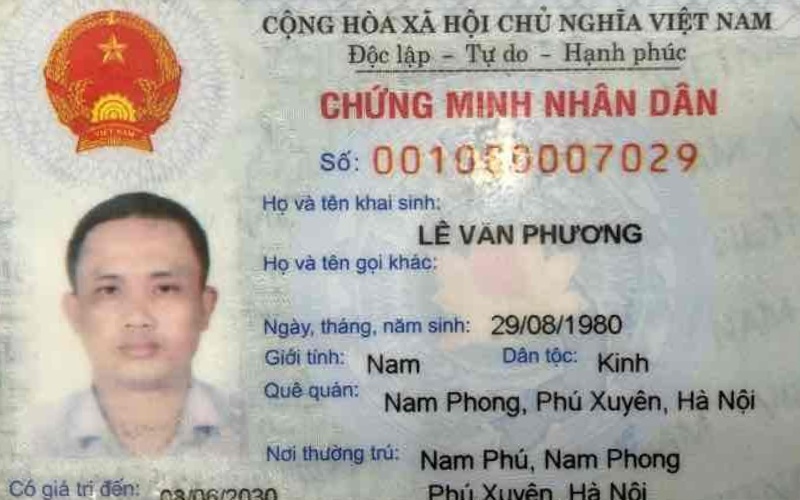 CỘNG HÒA XÃ HỘI CHỦ NGHĨA VIỆT NAM
Độc lập - Tự do - Hạnh phúc
VIỆT NAM
CHỨNG MINH NHÂN DÂN
Số: 001080007029
Họ và tên khai sinh:
LÊ VĂN PHƯƠNG
Họ và tên gọi khác:
Ngày, tháng, năm sinh: 29/08/1980
Giới tính: Nam Dân tộc: Kinh
Quê quán: Nam Phong, Phú Xuyên, Hà Nội
Nơi thường trú: Nam Phú, Nam Phong
Phú Xuyên, Hà Nội
Có giá trị đến: